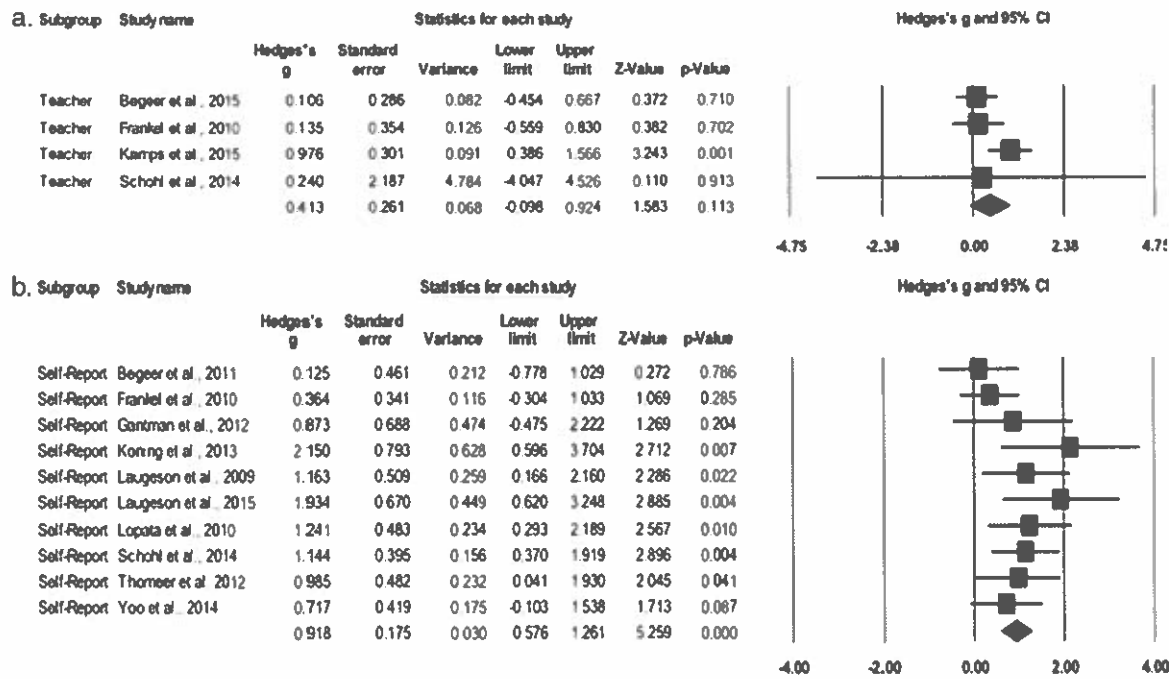 a. Subgroup Study name Statistics for each study Hedges's g and 95% CI
Hedges's g Standard error Variance Lower limit Upper limit Z-Value p-Value
Teacher Begeer et al , 2015 0.106 0.286 0.082 -0.454 0.667 0.372 0.710
Teacher Frankel et al , 2010 0.135 0.354 0.126 -0.559 0.830 0.382 0.702
Teacher Kamps et al , 2015 0.976 0.301 0.091 0.386 1.566 3.243 0.001
Teacher Schohl et al , 2014 0.240 2.187 4.784 -4.047 4.526 0.110 0.913
0.413 0.261 0.068 -0.098 0.924 1.583 0.113
-4.75 -2.38 0.00 2.38 4.75
b. Subgroup Study name Statistics for each study Hedges's g and 95% CI
Hedges's g Standard error Variance Lower limit Upper limit Z-Value p-Value
Self-Report Begeer et al , 2011 0.125 0.461 0.212 -0.778 1.029 0.272 0.786
Self-Report Frankel et al , 2010 0.364 0.341 0.116 -0.304 1.033 1.069 0.285
Self-Report Gantman et al., 2012 0.873 0.688 0.474 -0.475 2.222 1.269 0.204
Self-Report Koning et al , 2013 2.150 0.793 0.628 0.596 3.704 2.712 0.007
Self-Report Laugeson et al , 2009 1.163 0.509 0.259 0.166 2.160 2.286 0.022
Self-Report Laugeson et al , 2015 1.934 0.670 0.449 0.620 3.248 2.885 0.004
Self-Report Lopata et al , 2010 1.241 0.483 0.234 0.293 2.189 2.567 0.010
Self-Report Schohl et al , 2014 1.144 0.395 0.156 0.370 1.919 2.896 0.004
Self-Report Thomeer et al 2012 0.985 0.482 0.232 0.041 1.930 2.045 0.041
Self-Report Yoo et al 2014 0.717 0.419 0.175 -0.103 1.538 1.713 0.087
0.918 0.175 0.030 0.576 1.261 5.259 0.000
-4.00 -2.00 0.00 2.00 4.00